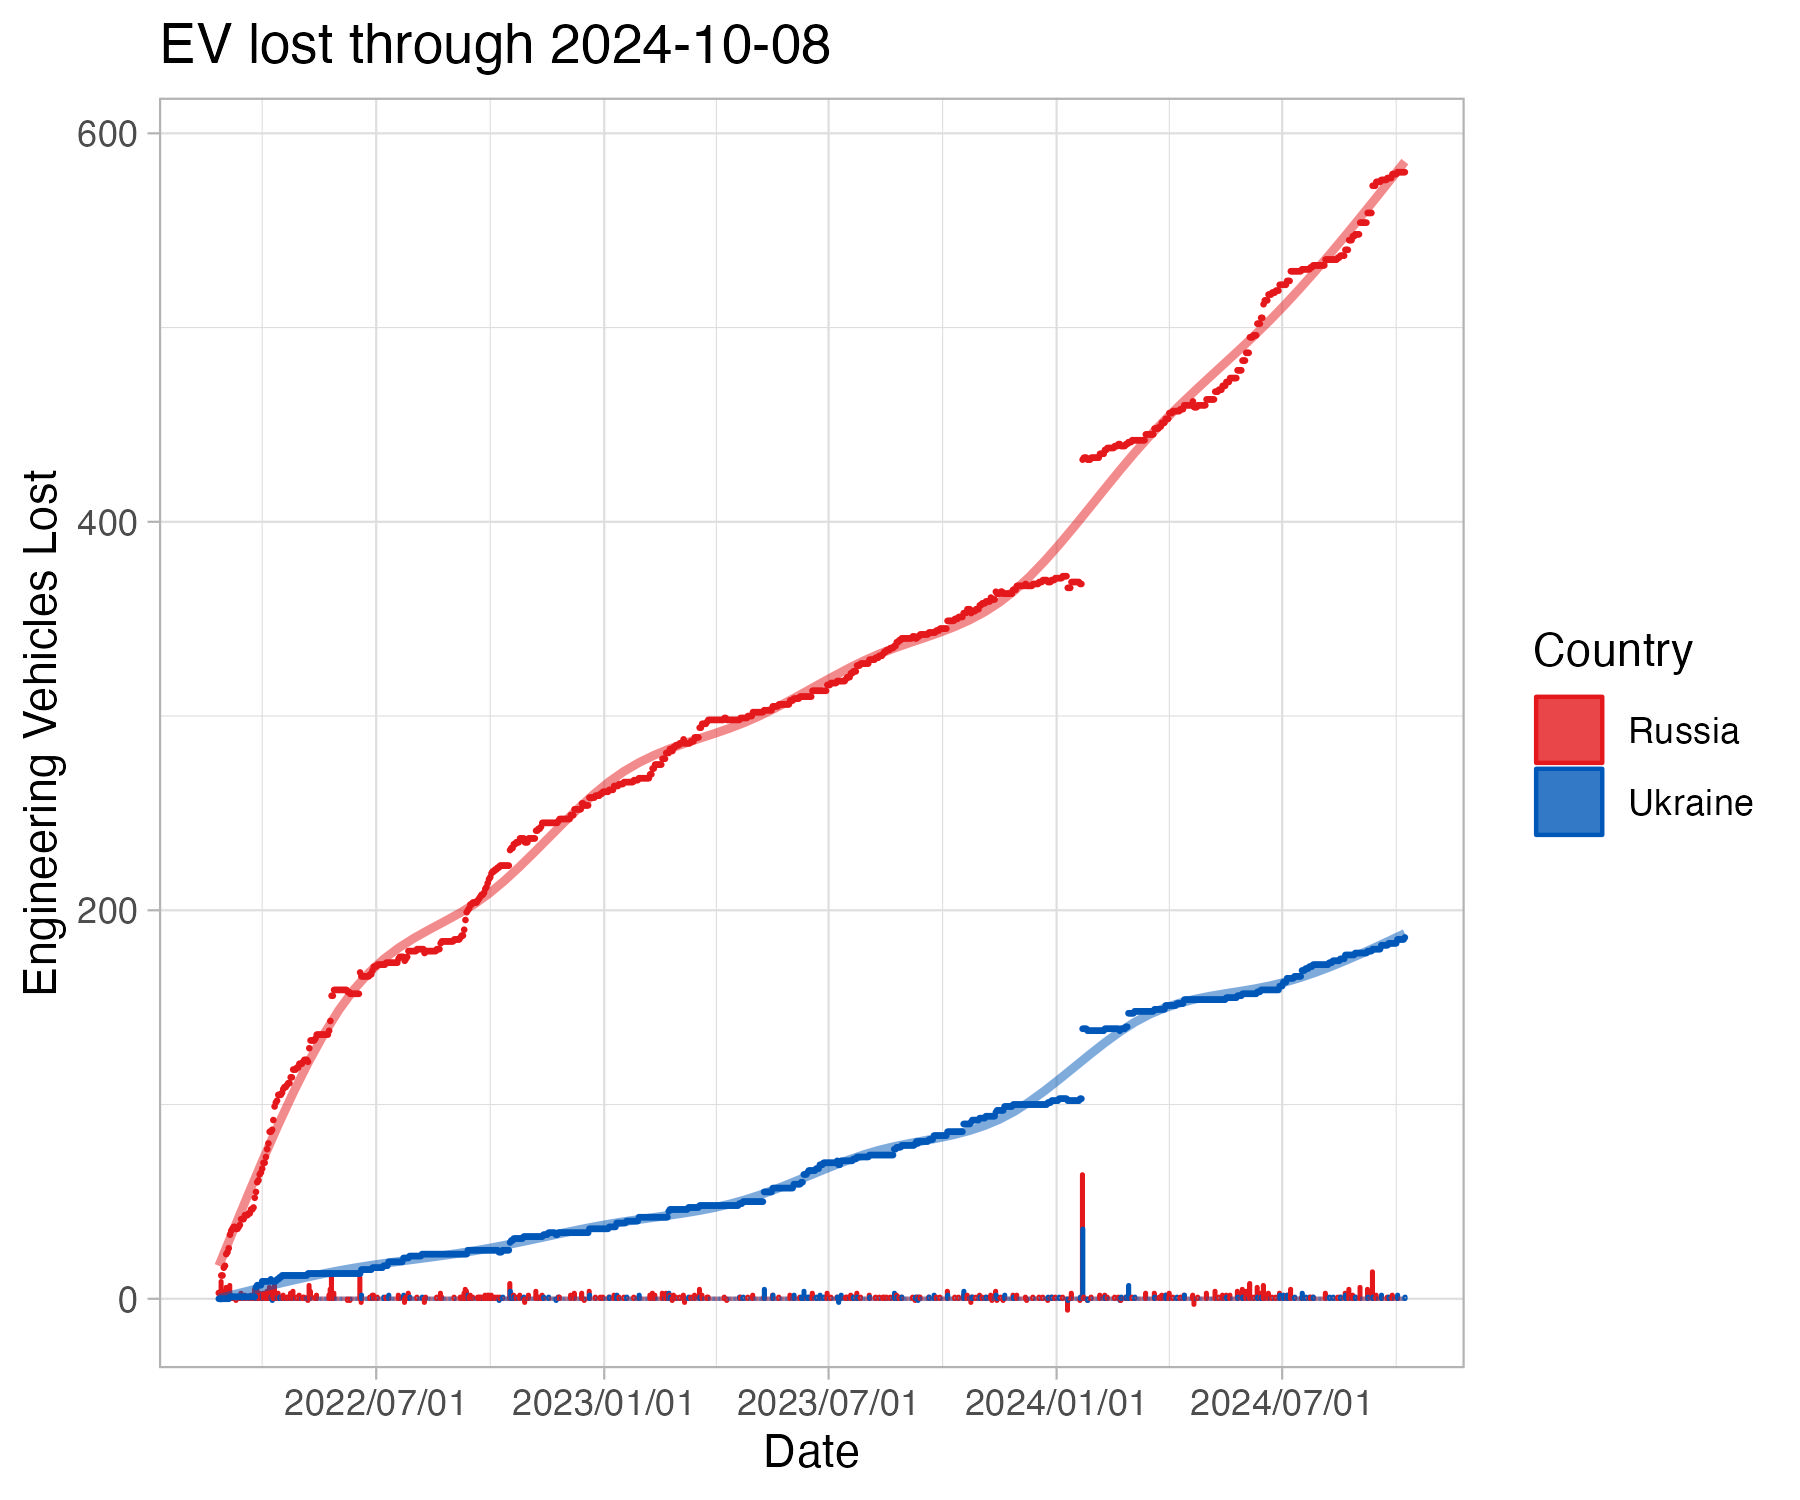 EV lost through 2024-10-08
Engineering Vehicles Lost
600
400
200
0
2022/07/01
2023/01/01
2023/07/01
2024/01/01
2024/07/01
Date
Country
Russia
Ukraine